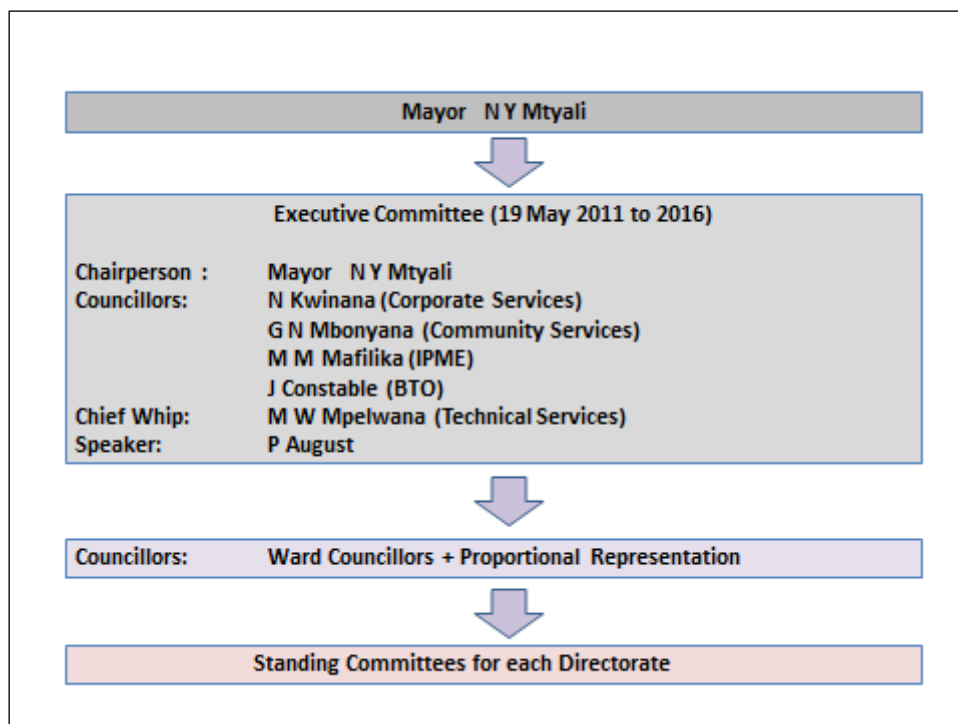 Mayor N Y Mtyali
Executive Committee (19 May 2011 to 2016)
Chairperson : Mayor N Y Mtyali
Councillors: N Kwinana (Corporate Services)
G N Mbonyana (Community Services)
M M Mafilika (IPME)
J Constable (BTO)
Chief Whip: M W Mpelwana (Technical Services)
Speaker: P August
Councillors: Ward Councillors + Proportional Representation
Standing Committees for each Directorate